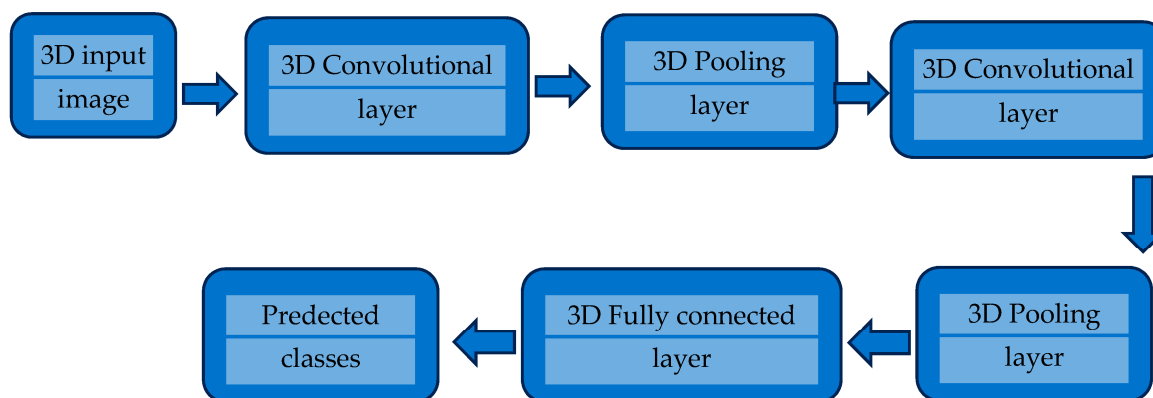 3D input
image
3D Convolutional
layer
3D Pooling
layer
3D Convolutional
layer
3D Pooling
layer
3D Fully connected
layer
Predected
classes